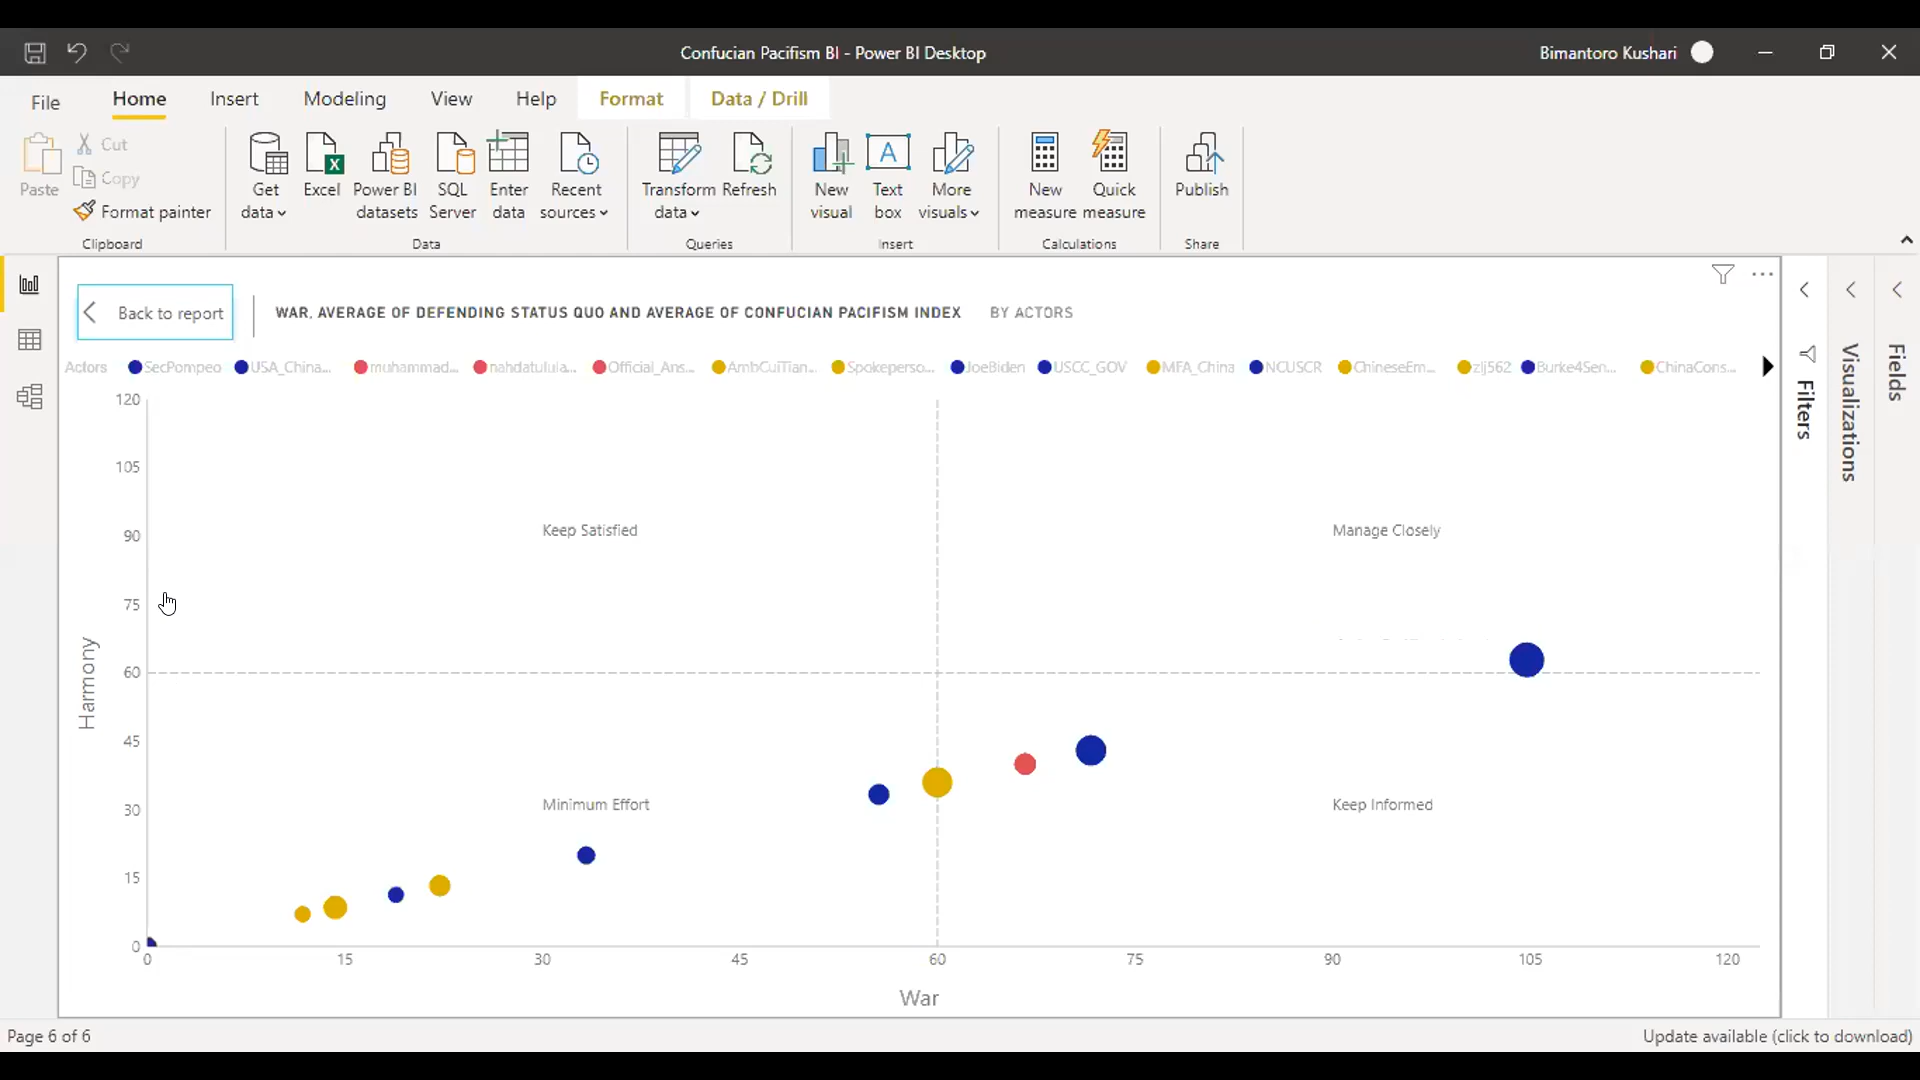 Confucian Pacifism BI - Power BI Desktop
Bimantoro Kushari
File Home Insert Modeling View Help Format Data / Drill
Paste
Cut
Copy
Format painter
Clipboard
Get data
Excel
Power BI datasets
SQL Server
Enter data
Recent sources
Data
Transform data
Refresh
Queries
New visual
Text box
More visuals
Insert
New measure
Quick measure
Calculations
Publish
Share
Back to report
WAR, AVERAGE OF DEFENDING STATUS QUO AND AVERAGE OF CONFUCIAN PACIFISM INDEX BY ACTORS
Actors SecPompeo USA_China... muhammad... nahdatulula... Official_Ans... AmbCuiTian... Spokeperso... JoeBiden USCC_GOV MFA_China NCUSCR ChineseEm... zlj562 Burke4Sen... ChinaCons...
120
105
90
75
60
45
30
15
0
Harmony
Keep Satisfied
Manage Closely
Minimum Effort
Keep Informed
0 15 30 45 60 75 90 105 120
War
Filters
Visualizations
Fields
Page 6 of 6
Update available (click to download)